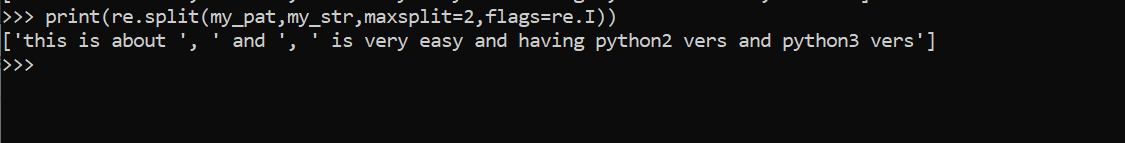 >>> print(re.split(my_pat,my_str,maxsplit=2,flags=re.I))
['this is about ', ' and ', ' is very easy and having python2 vers and python3 vers']
>>>